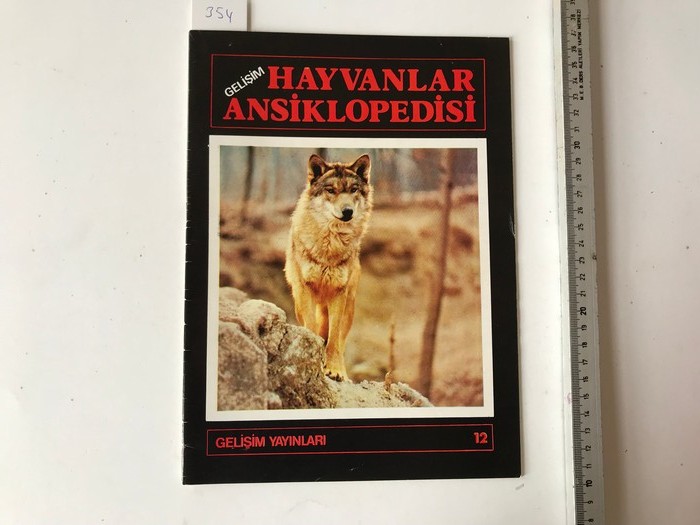 354
GELİŞİM
HAYVANLAR
ANSİKLOPEDİSİ
GELİŞİM YAYINLARI
12